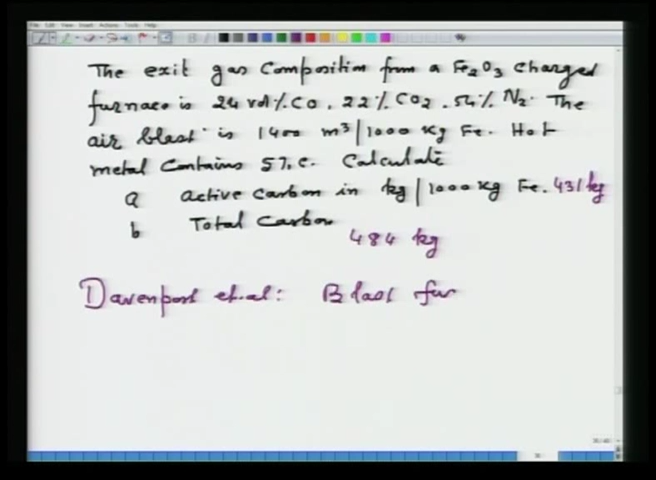 The exit gas composition from a Fe2O3 charged
furnace is 24 vol% CO, 22% CO2, 54% N2. The
air blast is 1400 m3/1000 kg Fe. Hot
metal contains 5% C. Calculate
a active carbon in kg/1000 kg Fe. 431 kg
b Total Carbon
484 kg
Davenport et.al: Blast fur